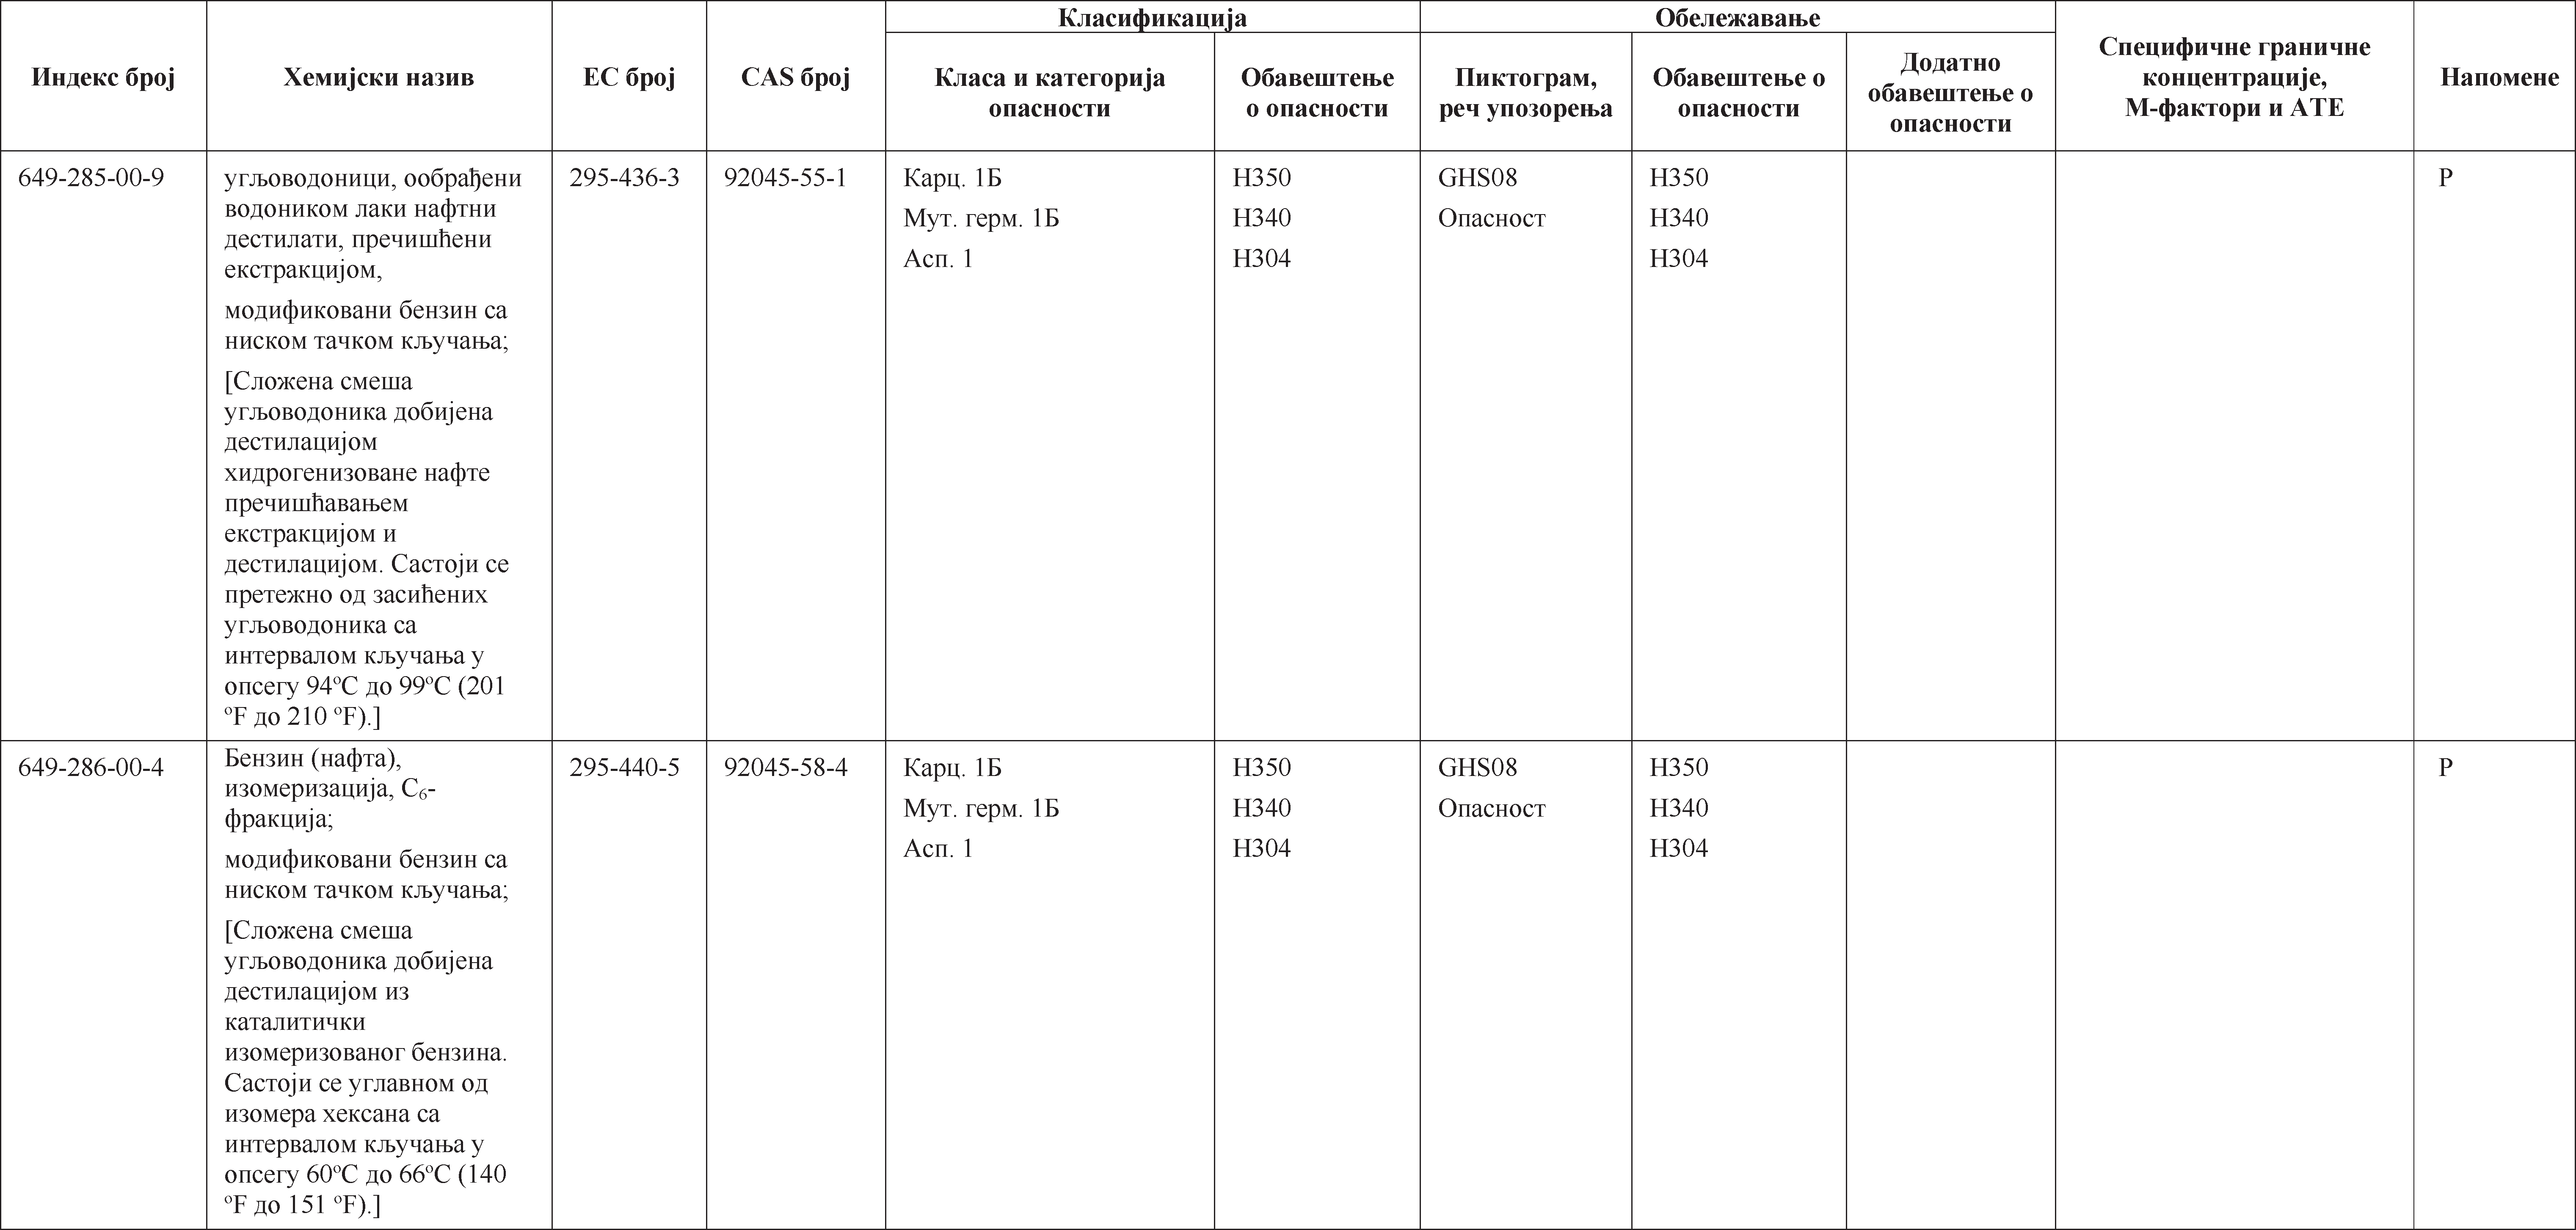 Индекс број
Хемијски назив
ЕС број
CAS број
Класификација
Обележавање
Класа и категорија
опасности
Обавештење
о опасности
Пиктограм,
реч упозорења
Обавештење о
опасности
Додатно
обавештење о
опасности
Специфичне граничне
концентрације,
М-фактори и АТЕ
Напомене
649-285-00-9
угљоводоници, ообрађени
водоником лаки нафтни
дестилати, пречишћени
екстракцијом,
модификовани бензин са
ниском тачком кључања;
[Сложена смеша
угљоводоника добијена
дестилацијом
хидрогенизоване нафте
пречишћавањем
екстракцијом и
дестилацијом. Састоји се
претежно од засићених
угљоводоника са
интервалом кључања у
опсегу 94ºC до 99ºC (201
ºF до 210 ºF).]
295-436-3
92045-55-1
Карц. 1Б
Мут. герм. 1Б
Асп. 1
H350
H340
H304
GHS08
Опасност
H350
H340
H304
P
649-286-00-4
Бензин (нафта),
изомеризација, C₆-
фракција;
модификовани бензин са
ниском тачком кључања;
[Сложена смеша
угљоводоника добијена
дестилацијом из
каталитички
изомеризованог бензина.
Састоји се углавном од
изомера хексана са
интервалом кључања у
опсегу 60ºC до 66ºC (140
ºF до 151 ºF).]
295-440-5
92045-58-4
Карц. 1Б
Мут. герм. 1Б
Асп. 1
H350
H340
H304
GHS08
Опасност
H350
H340
H304
P